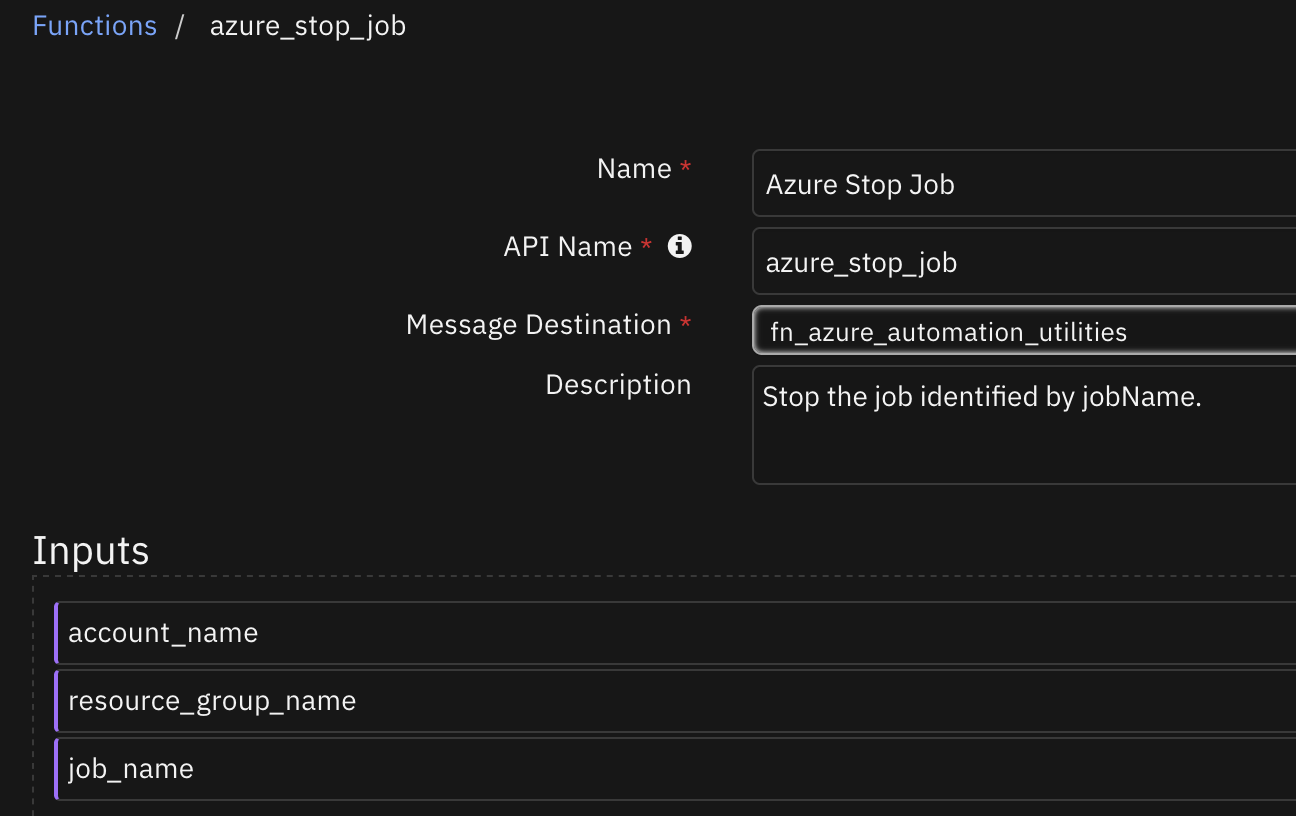 Functions / azure_stop_job
Name *
Azure Stop Job
API Name *
azure_stop_job
Message Destination *
fn_azure_automation_utilities
Description
Stop the job identified by jobName.
Inputs
account_name
resource_group_name
job_name